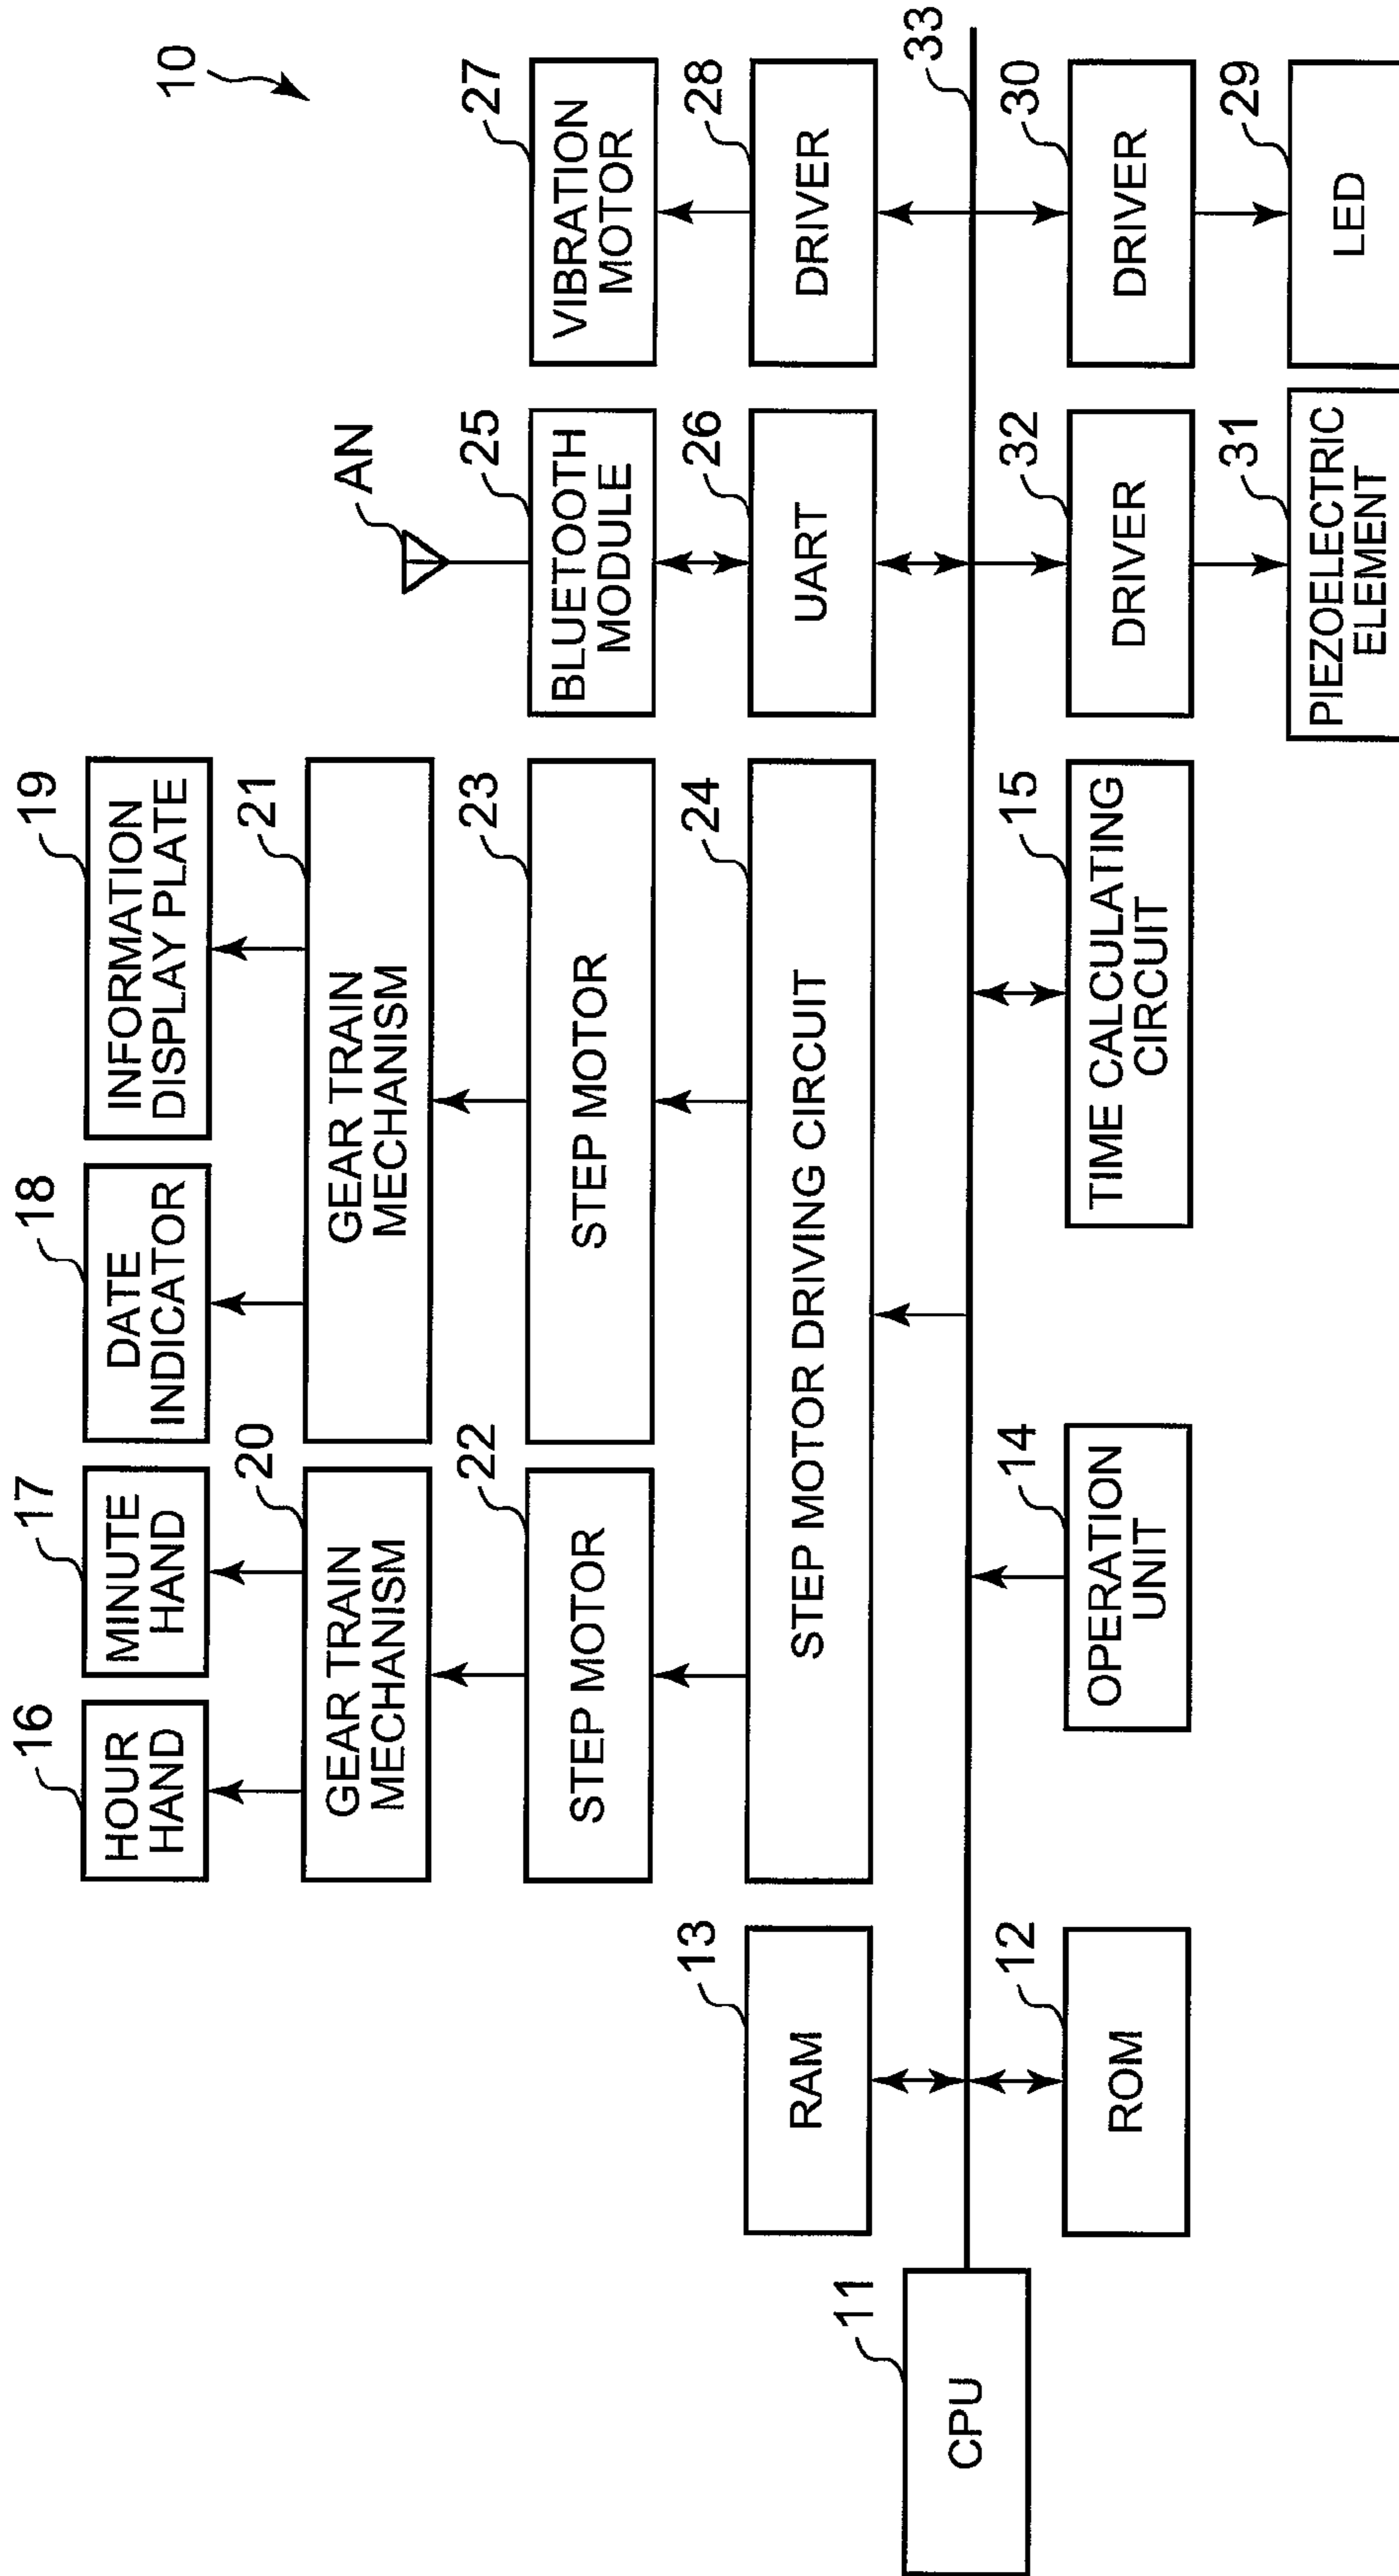 10
16
HOUR
HAND
17
MINUTE
HAND
18
DATE
INDICATOR
19
INFORMATION
DISPLAY PLATE
20
GEAR TRAIN
MECHANISM
21
GEAR TRAIN
MECHANISM
AN
22
STEP MOTOR
23
STEP MOTOR
25
BLUETOOTH
MODULE
27
VIBRATION
MOTOR
13
RAM
24
STEP MOTOR DRIVING CIRCUIT
26
UART
28
DRIVER
11
CPU
33
12
ROM
14
OPERATION
UNIT
15
TIME CALCULATING
CIRCUIT
32
DRIVER
30
DRIVER
31
PIEZOELECTRIC
ELEMENT
29
LED